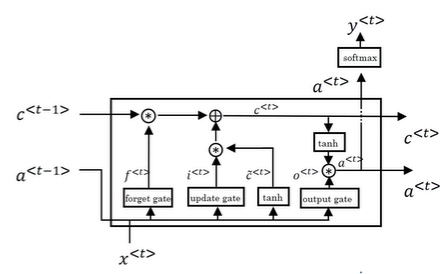 y<t>
softmax
a<t>
c<t-1>
c<t>
c<t>
tanh
a<t-1>
f<t>
i<t>
c̃<t>
o<t>
a<t>
a<t>
forget gate
update gate
tanh
output gate
x<t>